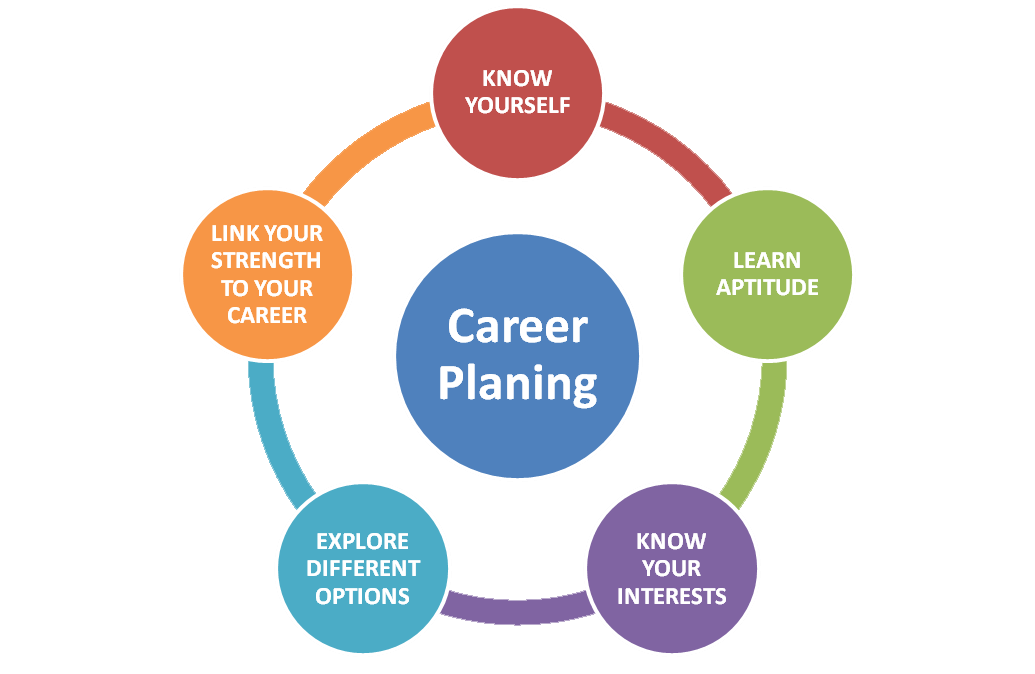 KNOW
YOURSELF
LEARN
APTITUDE
KNOW
YOUR
INTERESTS
EXPLORE
DIFFERENT
OPTIONS
LINK YOUR
STRENGTH
TO YOUR
CAREER
Career
Planing